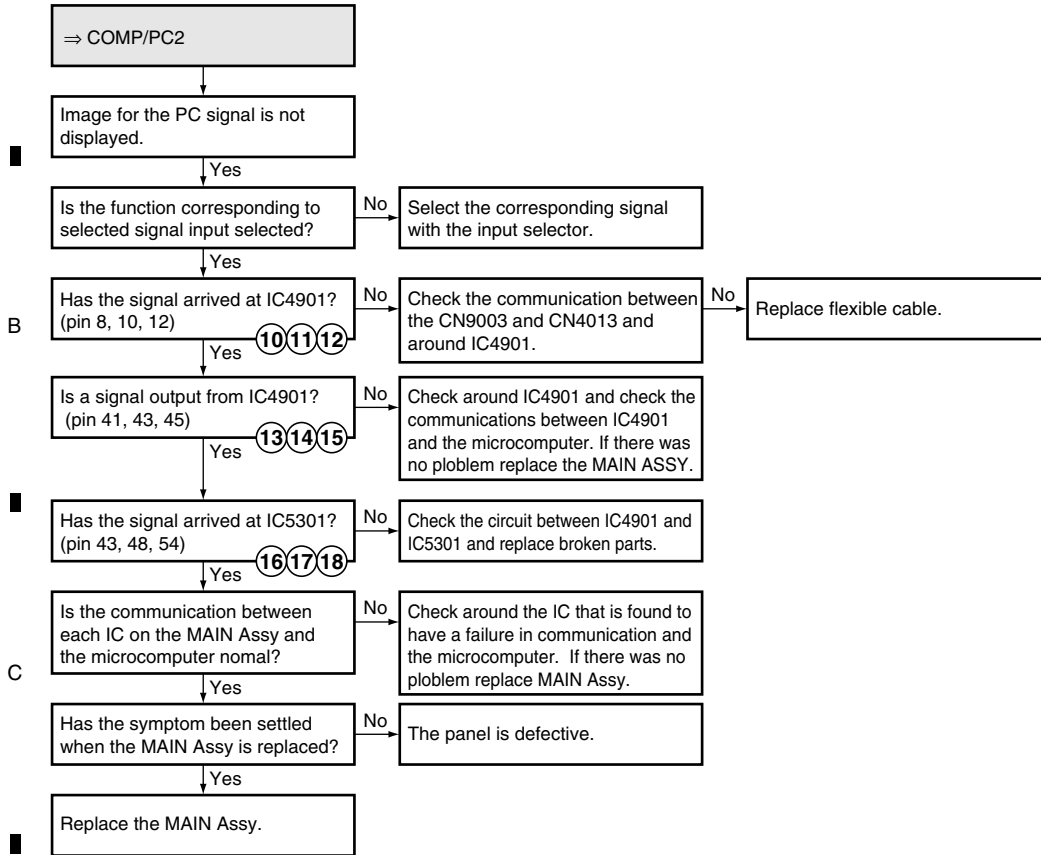 ⇒ COMP/PC2
Image for the PC signal is not
displayed.
Yes
Is the function corresponding to
selected signal input selected?
No
Select the corresponding signal
with the input selector.
Yes
B
Has the signal arrived at IC4901?
(pin 8, 10, 12)
10 11 12
No
Check the communication between
the CN9003 and CN4013 and
around IC4901.
No
Replace flexible cable.
Yes
Is a signal output from IC4901?
(pin 41, 43, 45)
13 14 15
No
Check around IC4901 and check the
communications between IC4901
and the microcomputer. If there was
no ploblem replace the MAIN ASSY.
Yes
Has the signal arrived at IC5301?
(pin 43, 48, 54)
16 17 18
No
Check the circuit between IC4901 and
IC5301 and replace broken parts.
Yes
C
Is the communication between
each IC on the MAIN Assy and
the microcomputer nomal?
No
Check around the IC that is found to
have a failure in communication and
the microcomputer. If there was no
ploblem replace MAIN Assy.
Yes
Has the symptom been settled
when the MAIN Assy is replaced?
No
The panel is defective.
Yes
Replace the MAIN Assy.